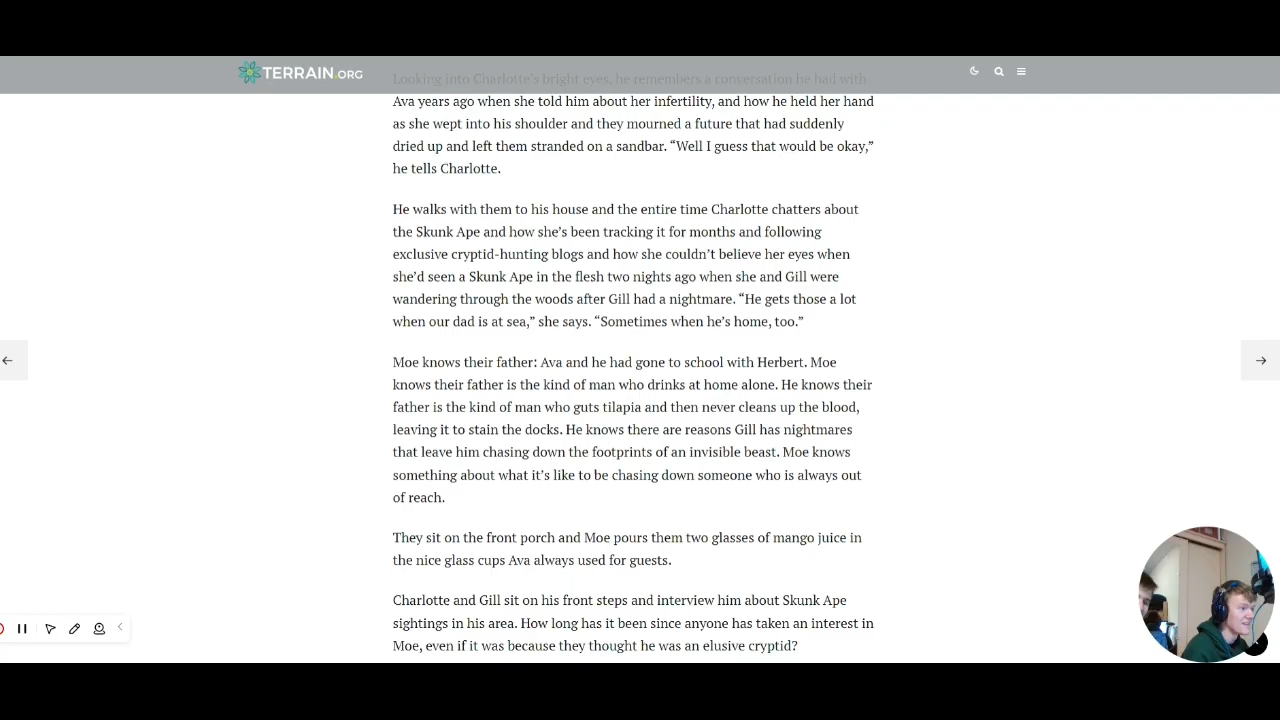 TERRAIN.ORG
Looking into Charlotte's bright eyes, he remembers a conversation he had with
Ava years ago when she told him about her infertility, and how he held her hand
as she wept into his shoulder and they mourned a future that had suddenly
dried up and left them stranded on a sandbar. “Well I guess that would be okay,”
he tells Charlotte.
He walks with them to his house and the entire time Charlotte chatters about
the Skunk Ape and how she’s been tracking it for months and following
exclusive cryptid-hunting blogs and how she couldn’t believe her eyes when
she’d seen a Skunk Ape in the flesh two nights ago when she and Gill were
wandering through the woods after Gill had a nightmare. “He gets those a lot
when our dad is at sea,” she says. “Sometimes when he’s home, too.”
Moe knows their father: Ava and he had gone to school with Herbert. Moe
knows their father is the kind of man who drinks at home alone. He knows their
father is the kind of man who guts tilapia and then never cleans up the blood,
leaving it to stain the docks. He knows there are reasons Gill has nightmares
that leave him chasing down the footprints of an invisible beast. Moe knows
something about what it’s like to be chasing down someone who is always out
of reach.
They sit on the front porch and Moe pours them two glasses of mango juice in
the nice glass cups Ava always used for guests.
Charlotte and Gill sit on his front steps and interview him about Skunk Ape
sightings in his area. How long has it been since anyone has taken an interest in
Moe, even if it was because they thought he was an elusive cryptid?